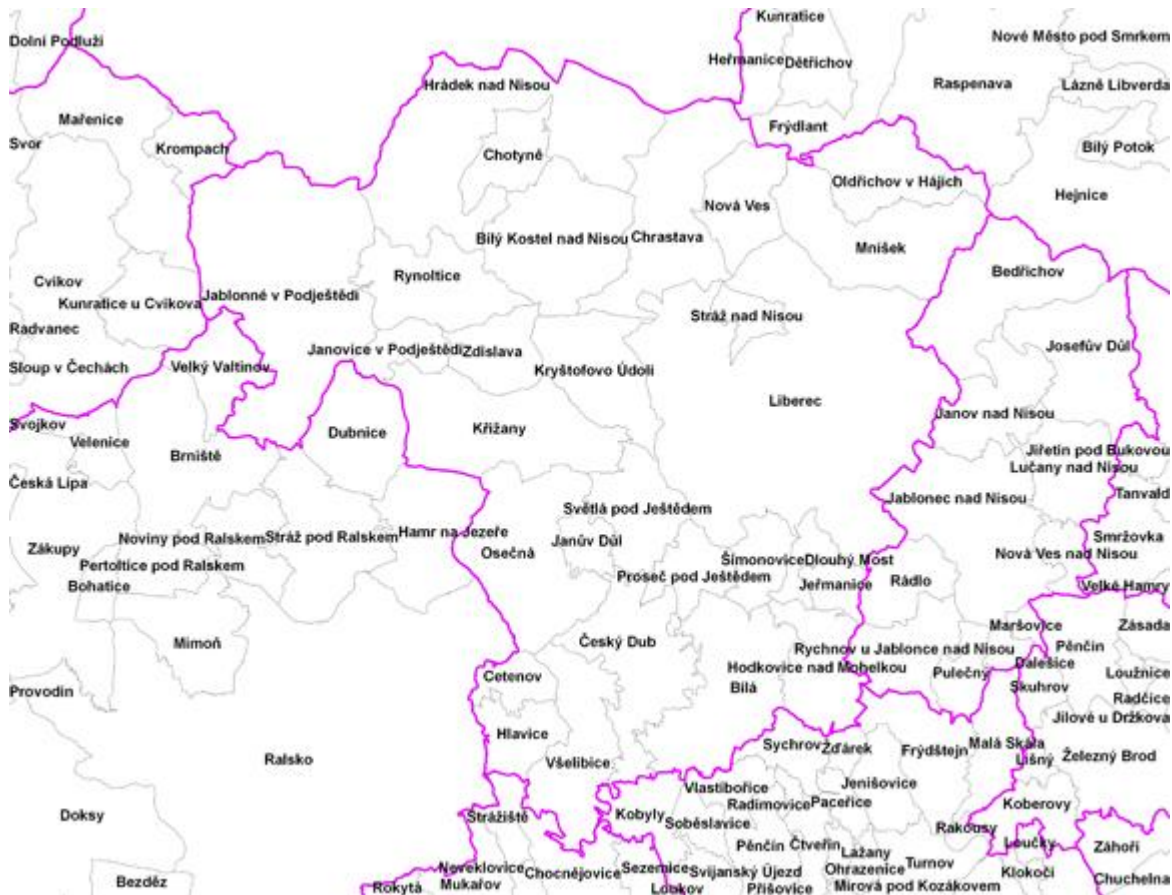 Kunratice
Dolní Podluží
Nové Město pod Smrkem
Heřmanice
Dětřichov
Hrádek nad Nisou
Raspenava
Lázně Libverda
Mařenice
Frýdlant
Svor
Krompach
Chotyně
Bílý Potok
Oldřichov v Hájích
Hejnice
Nová Ves
Bílý Kostel nad Nisou
Chrastava
Mníšek
Rynoltice
Bedřichov
Cvikov
Kunratice u Cvikova
Jablonné v Podještědí
Stráž nad Nisou
Radvanec
Josefův Důl
Janovice v Podještědí
Zdislava
Sloup v Čechách
Velký Valtinov
Kryštofovo Údolí
Liberec
Janov nad Nisou
Svojkov
Dubnice
Křižany
Velenice
Brniště
Jiřetín pod Bukovou
Lučany nad Nisou
Česká Lípa
Jablonec nad Nisou
Tanvald
Světlá pod Ještědem
Hamr na Jezeře
Noviny pod Ralskem
Stráž pod Ralskem
Janův Důl
Smržovka
Zákupy
Osečná
Nová Ves nad Nisou
Šimonovice
Dlouhý Most
Pertoltice pod Ralskem
Proseč pod Ještědem
Rádlo
Bohatice
Jeřmanice
Velké Hamry
Maršovice
Zásada
Mimoň
Český Dub
Rychnov u Jablonce nad Nisou
Pěnčín
Hodkovice nad Mohelkou
Dalešice
Cetenov
Pulečný
Loužnice
Provodín
Bílá
Skuhrov
Radčice
Jílové u Držkova
Hlavice
Sychrov
Žďárek
Frýdštejn
Malá Skála
Líšný
Železný Brod
Ralsko
Všelibice
Jenišovice
Vlastibořice
Radimovice
Paceřice
Koberovy
Doksy
Strážiště
Kobyly
Soběslavice
Rakousy
Pěnčín
Čtveřín
Loučky
Záhoří
Lažany
Neveklovice
Chocnějovice
Sezemice
Svijanský Újezd
Ohrazenice
Turnov
Klokočí
Chuchelna
Bezděz
Rokytá
Mukařov
Loukov
Příšovice
Mírová pod Kozákovem